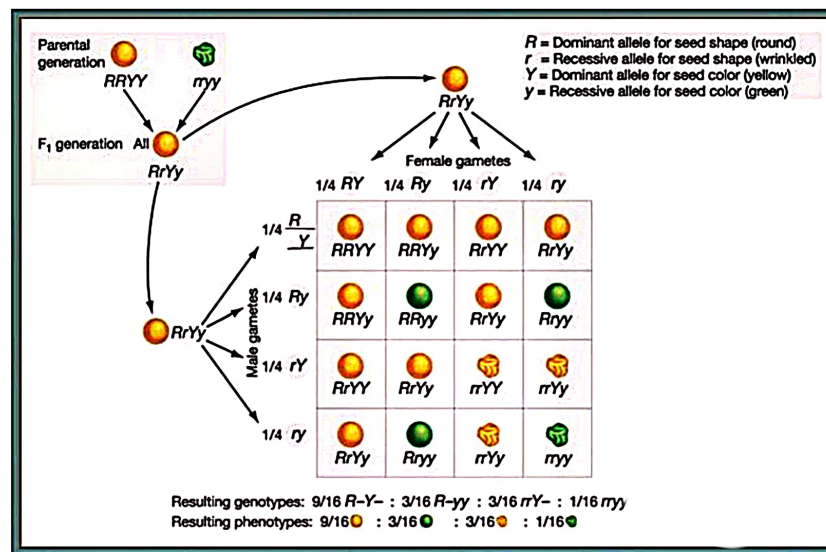 Parental
generation
RRYY
rryy
F₁ generation All
RrYy
R = Dominant allele for seed shape (round)
r = Recessive allele for seed shape (wrinkled)
Y = Dominant allele for seed color (yellow)
y = Recessive allele for seed color (green)
RrYy
Female gametes
1/4 RY 1/4 Ry 1/4 rY 1/4 ry
RrYy
Male gametes
1/4 R
Y
RRYY RRYy RrYY RrYy
1/4 Ry
RRYy RRyy RrYy Rryy
1/4 rY
RrYY RrYy rrYY rrYy
1/4 ry
RrYy Rryy rrYy rryy
Resulting genotypes: 9/16 R–Y– : 3/16 R–yy : 3/16 rrY– : 1/16 rryy
Resulting phenotypes: 9/16 : 3/16 : 3/16 : 1/16